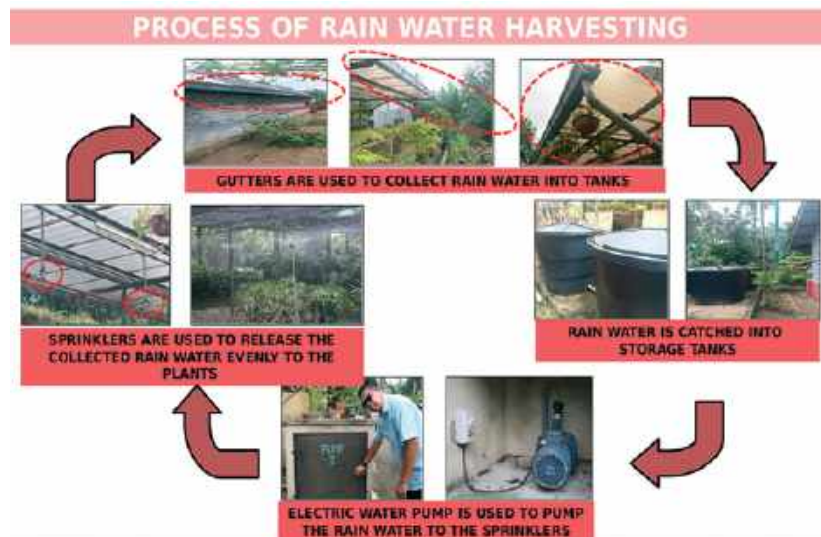 PROCESS OF RAIN WATER HARVESTING
GUTTERS ARE USED TO COLLECT RAIN WATER INTO TANKS
RAIN WATER IS CATCHED INTO
STORAGE TANKS
ELECTRIC WATER PUMP IS USED TO PUMP
THE RAIN WATER TO THE SPRINKLERS
SPRINKLERS ARE USED TO RELEASE THE
COLLECTED RAIN WATER EVENLY TO THE
PLANTS
PUMP